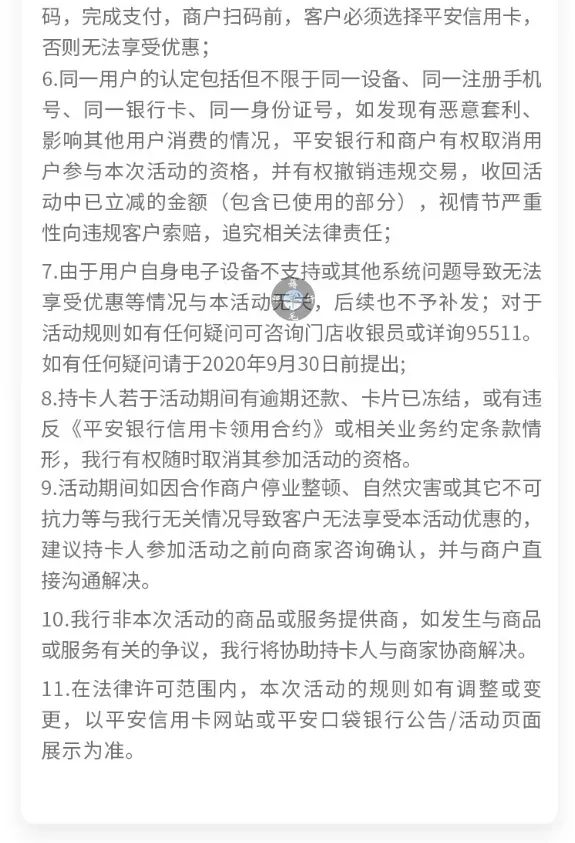 码，完成支付，商户扫码前，客户必须选择平安信用卡，
否则无法享受优惠；
6.同一用户的认定包括但不限于同一设备、同一注册手机
号、同一银行卡、同一身份证号，如发现有恶意套利、
影响其他用户消费的情况，平安银行和商户有权取消用
户参与本次活动的资格，并有权撤销违规交易，收回活
动中已立减的金额（包含已使用的部分），视情节严重
性向违规客户索赔，追究相关法律责任；
7.由于用户自身电子设备不支持或其他系统问题导致无法
享受优惠等情况与本活动无关，后续也不予补发；对于
活动规则如有任何疑问可咨询门店收银员或详询95511。
如有任何疑问请于2020年9月30日前提出;
8.持卡人若于活动期间有逾期还款、卡片已冻结，或有违
反《平安银行信用卡领用合约》或相关业务约定条款情
形，我行有权随时取消其参加活动的资格。
9.活动期间如因合作商户停业整顿、自然灾害或其它不可
抗力等与我行无关情况导致客户无法享受本活动优惠的，
建议持卡人参加活动之前向商家咨询确认，并与商户直
接沟通解决。
10.我行非本次活动的商品或服务提供商，如发生与商品
或服务有关的争议，我行将协助持卡人与商家协商解决。
11.在法律许可范围内，本次活动的规则如有调整或变
更，以平安信用卡网站或平安口袋银行公告/活动页面
展示为准。